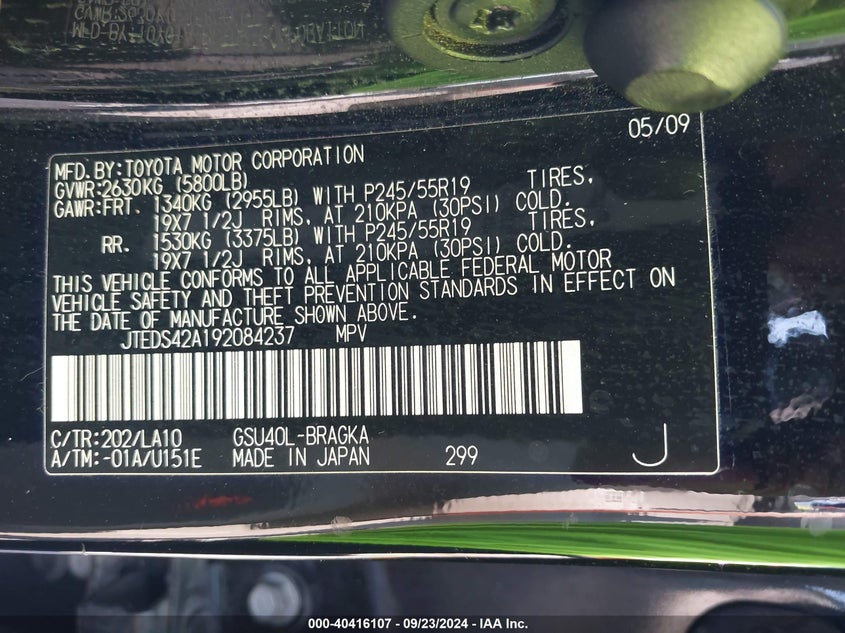 05/09
MFD.BY:TOYOTA MOTOR CORPORATION
GVWR:2630KG (5800LB)
GAWR:FRT. 1340KG (2955LB) WITH P245/55R19 TIRES,
19X7 1/2J RIMS, AT 210KPA (30PSI) COLD.
RR. 1530KG (3375LB) WITH P245/55R19 TIRES,
19X7 1/2J RIMS, AT 210KPA (30PSI) COLD.
THIS VEHICLE CONFORMS TO ALL APPLICABLE FEDERAL MOTOR
VEHICLE SAFETY AND THEFT PREVENTION STANDARDS IN EFFECT ON
THE DATE OF MANUFACTURE SHOWN ABOVE.
JTEDS42A192084237 MPV
C/TR:202/LA10 GSU40L-BRAGKA
A/TM:-01A/U151E MADE IN JAPAN 299 J
000-40416107 - 09/23/2024 - IAA Inc.